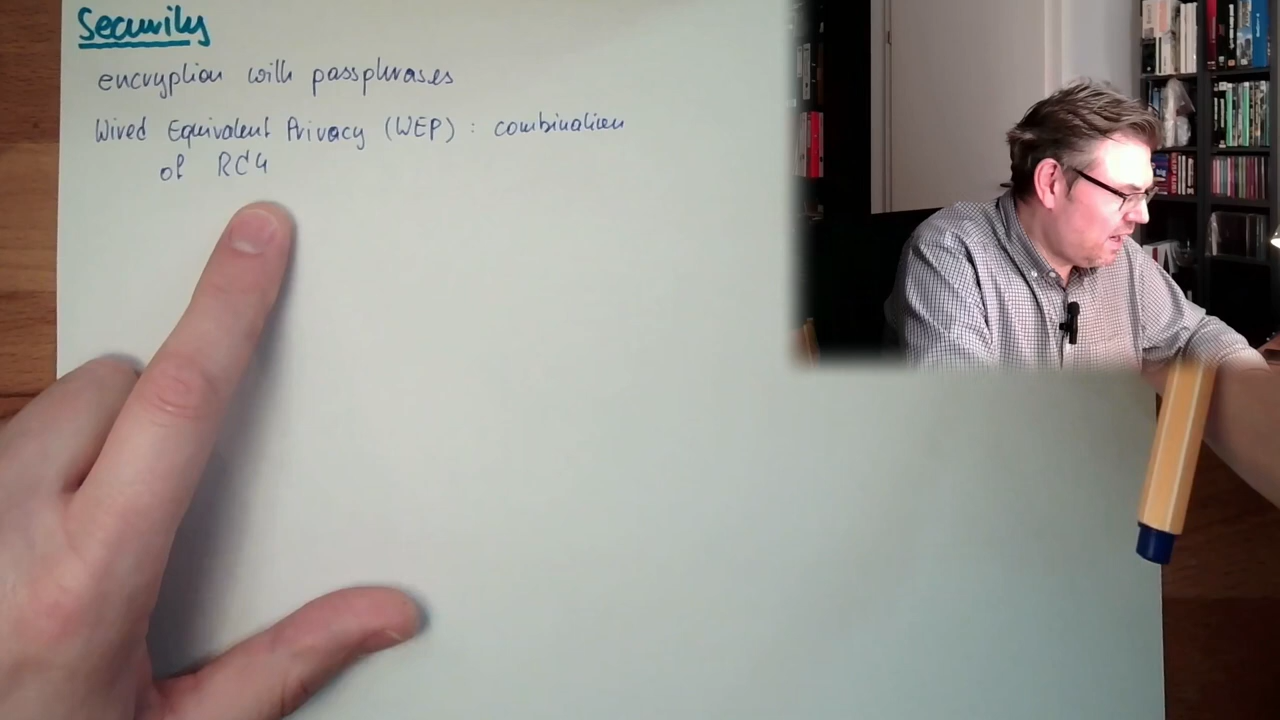 Security
encryption with passphrases
Wired Equivalent Privacy (WEP) : combination
of RC4